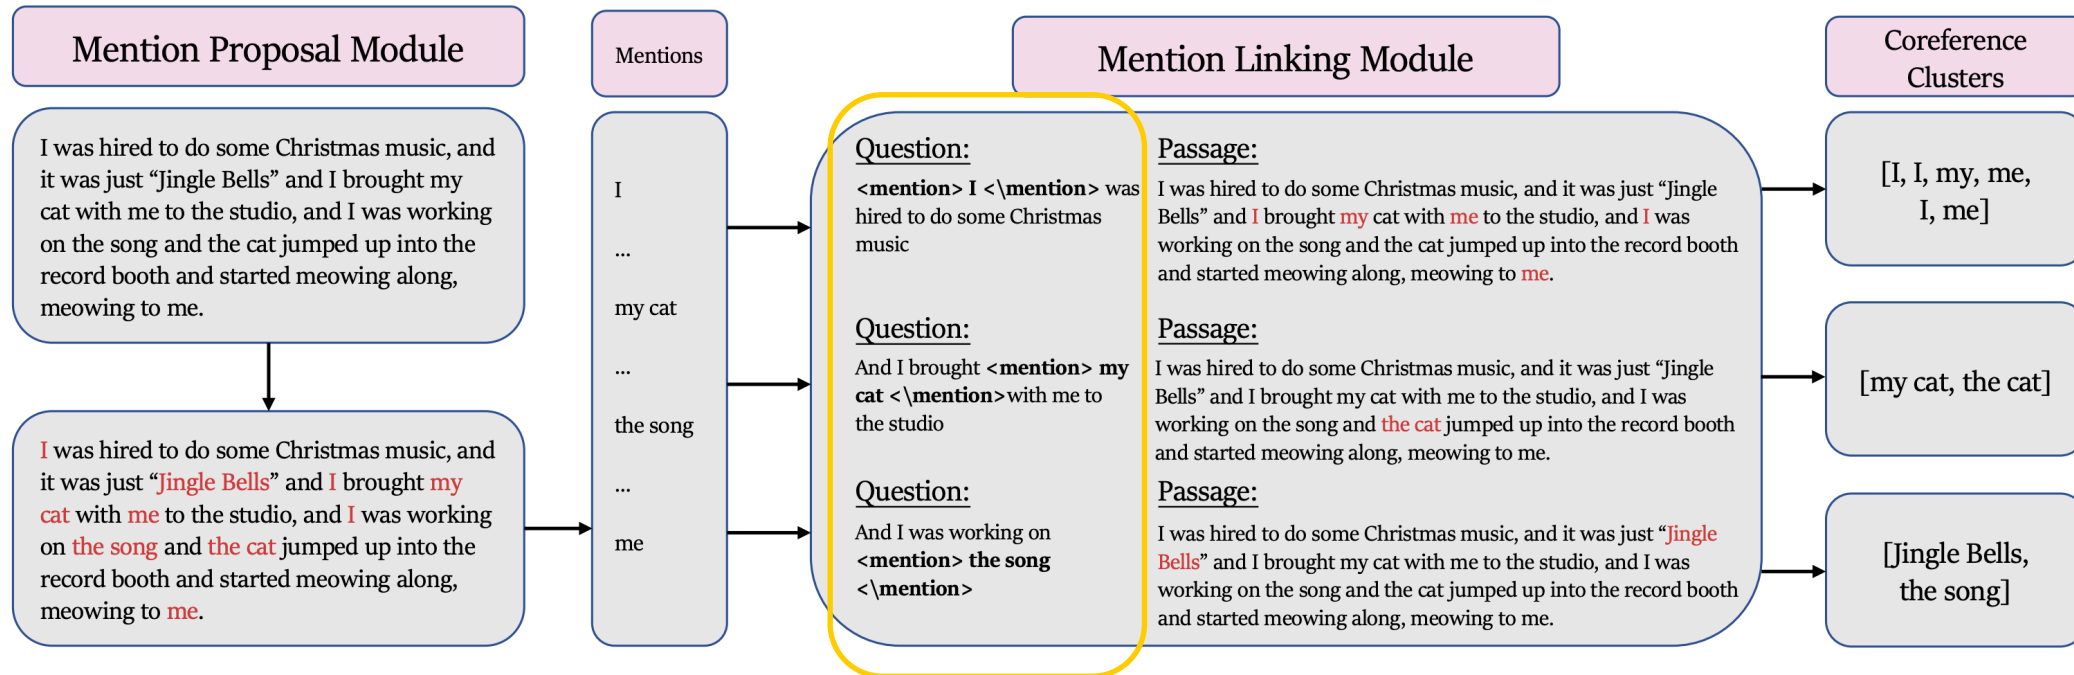 Mention Proposal Module
I was hired to do some Christmas music, and
it was just “Jingle Bells” and I brought my
cat with me to the studio, and I was working
on the song and the cat jumped up into the
record booth and started meowing along,
meowing to me.
I was hired to do some Christmas music, and
it was just “Jingle Bells” and I brought my
cat with me to the studio, and I was working
on the song and the cat jumped up into the
record booth and started meowing along,
meowing to me.
Mentions
I
...
my cat
...
the song
...
me
Mention Linking Module
Question:
<mention> I <\mention> was
hired to do some Christmas
music
Passage:
I was hired to do some Christmas music, and it was just “Jingle
Bells” and I brought my cat with me to the studio, and I was
working on the song and the cat jumped up into the record booth
and started meowing along, meowing to me.
Question:
And I brought <mention> my
cat <\mention>with me to
the studio
Passage:
I was hired to do some Christmas music, and it was just “Jingle
Bells” and I brought my cat with me to the studio, and I was
working on the song and the cat jumped up into the record booth
and started meowing along, meowing to me.
Question:
And I was working on
<mention> the song
<\mention>
Passage:
I was hired to do some Christmas music, and it was just “Jingle
Bells” and I brought my cat with me to the studio, and I was
working on the song and the cat jumped up into the record booth
and started meowing along, meowing to me.
Coreference
Clusters
[I, I, my, me,
I, me]
[my cat, the cat]
[Jingle Bells,
the song]